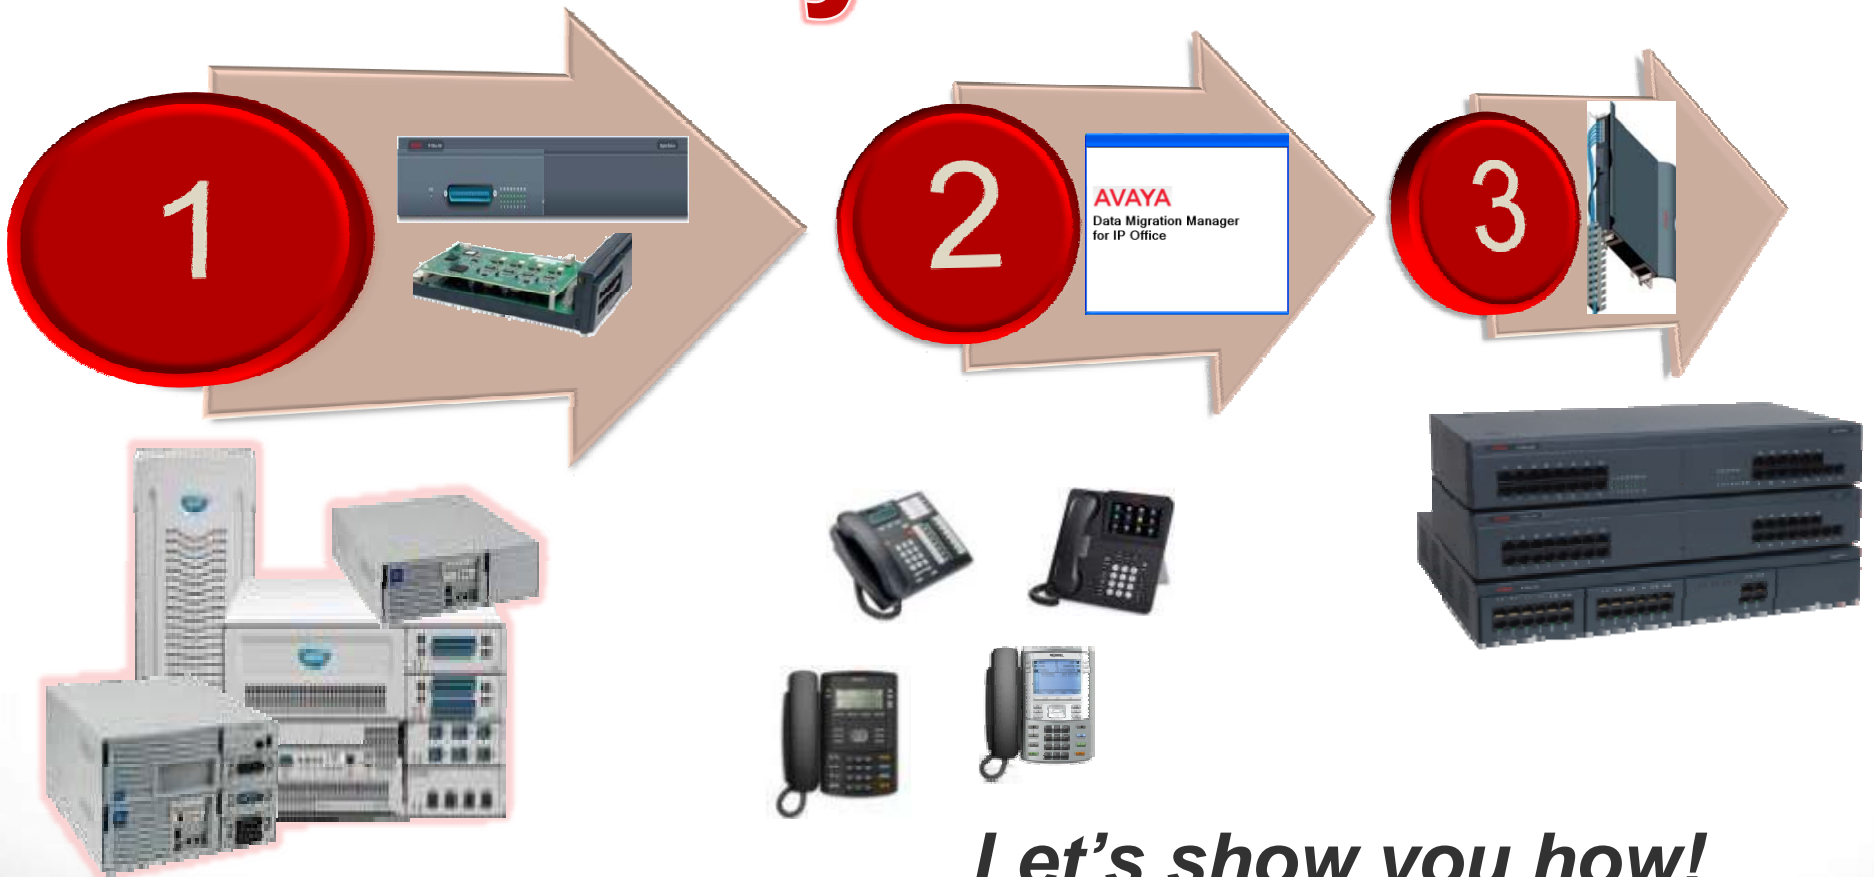 1
2
3
AVAYA
Data Migration Manager
for IP Office
Let's show you how!